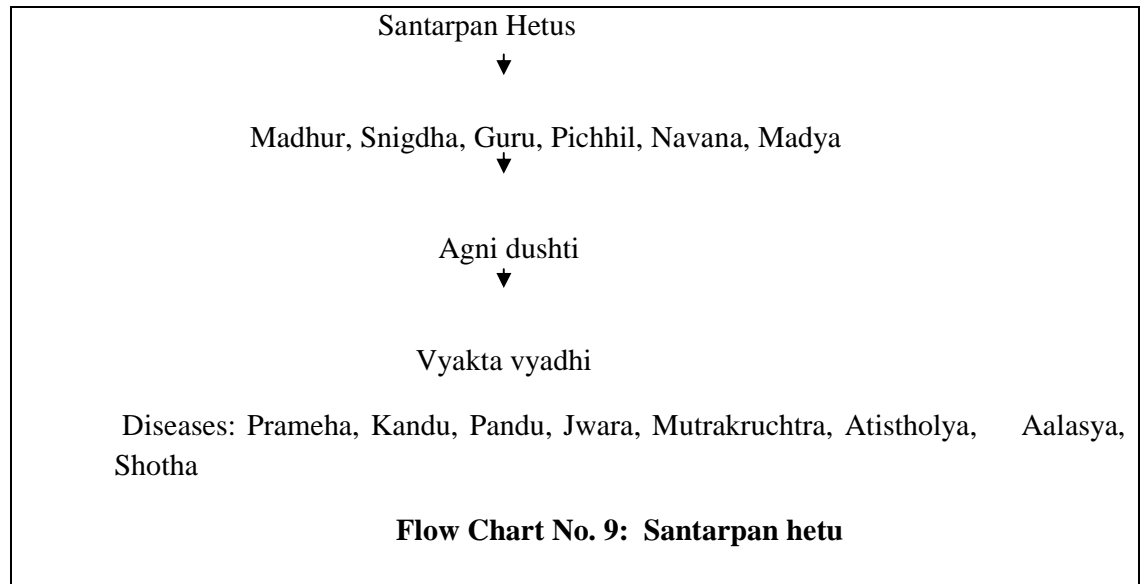 Santarpan Hetus
Madhur, Snigdha, Guru, Pichhil, Navana, Madya
Agni dushti
Vyakta vyadhi
Diseases: Prameha, Kandu, Pandu, Jwara, Mutrakruchtra, Atistholya, Aalasya,
Shotha
Flow Chart No. 9: Santarpan hetu